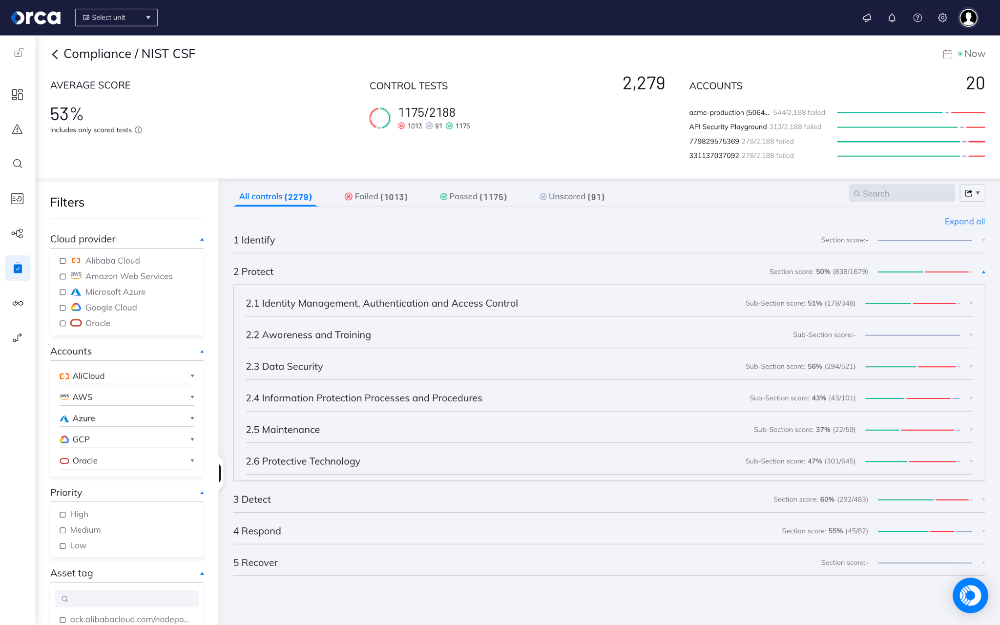 orca
Select unit
Compliance / NIST CSF
Now
AVERAGE SCORE
53%
Includes only scored tests
CONTROL TESTS
2,279
1175/2188
1013 91 1175
ACCOUNTS
20
acme-production (5064... 544/2,188 failed
API Security Playground 313/2,188 failed
779829575369 278/2,188 failed
331137037092 278/2,188 failed
Filters
Cloud provider
Alibaba Cloud
aws Amazon Web Services
Microsoft Azure
Google Cloud
Oracle
Accounts
AliCloud
aws AWS
Azure
GCP
Oracle
Priority
High
Medium
Low
Asset tag
ack.alibabacloud.com/nodepo...
All controls (2279)
Failed (1013)
Passed (1175)
Unscored (91)
Search
Expand all
1 Identify
Section score:-
2 Protect
Section score: 50% (838/1679)
2.1 Identity Management, Authentication and Access Control
Sub-Section score: 51% (178/348)
2.2 Awareness and Training
Sub-Section score:-
2.3 Data Security
Sub-Section score: 56% (294/521)
2.4 Information Protection Processes and Procedures
Sub-Section score: 43% (43/101)
2.5 Maintenance
Sub-Section score: 37% (22/59)
2.6 Protective Technology
Sub-Section score: 47% (301/645)
3 Detect
Section score: 60% (292/483)
4 Respond
Section score: 55% (45/82)
5 Recover
Section score:-